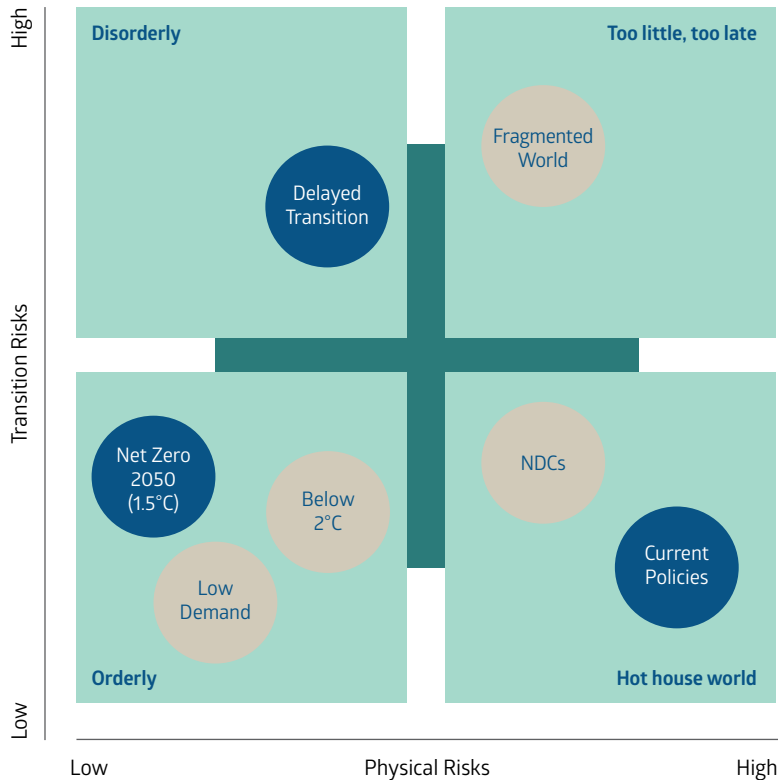 High
Disorderly
Too little, too late
Fragmented
World
Delayed
Transition
Transition Risks
Net Zero
2050
(1.5°C)
Below
2°C
NDCs
Low
Demand
Current
Policies
Orderly
Hot house world
Low
Low
Physical Risks
High